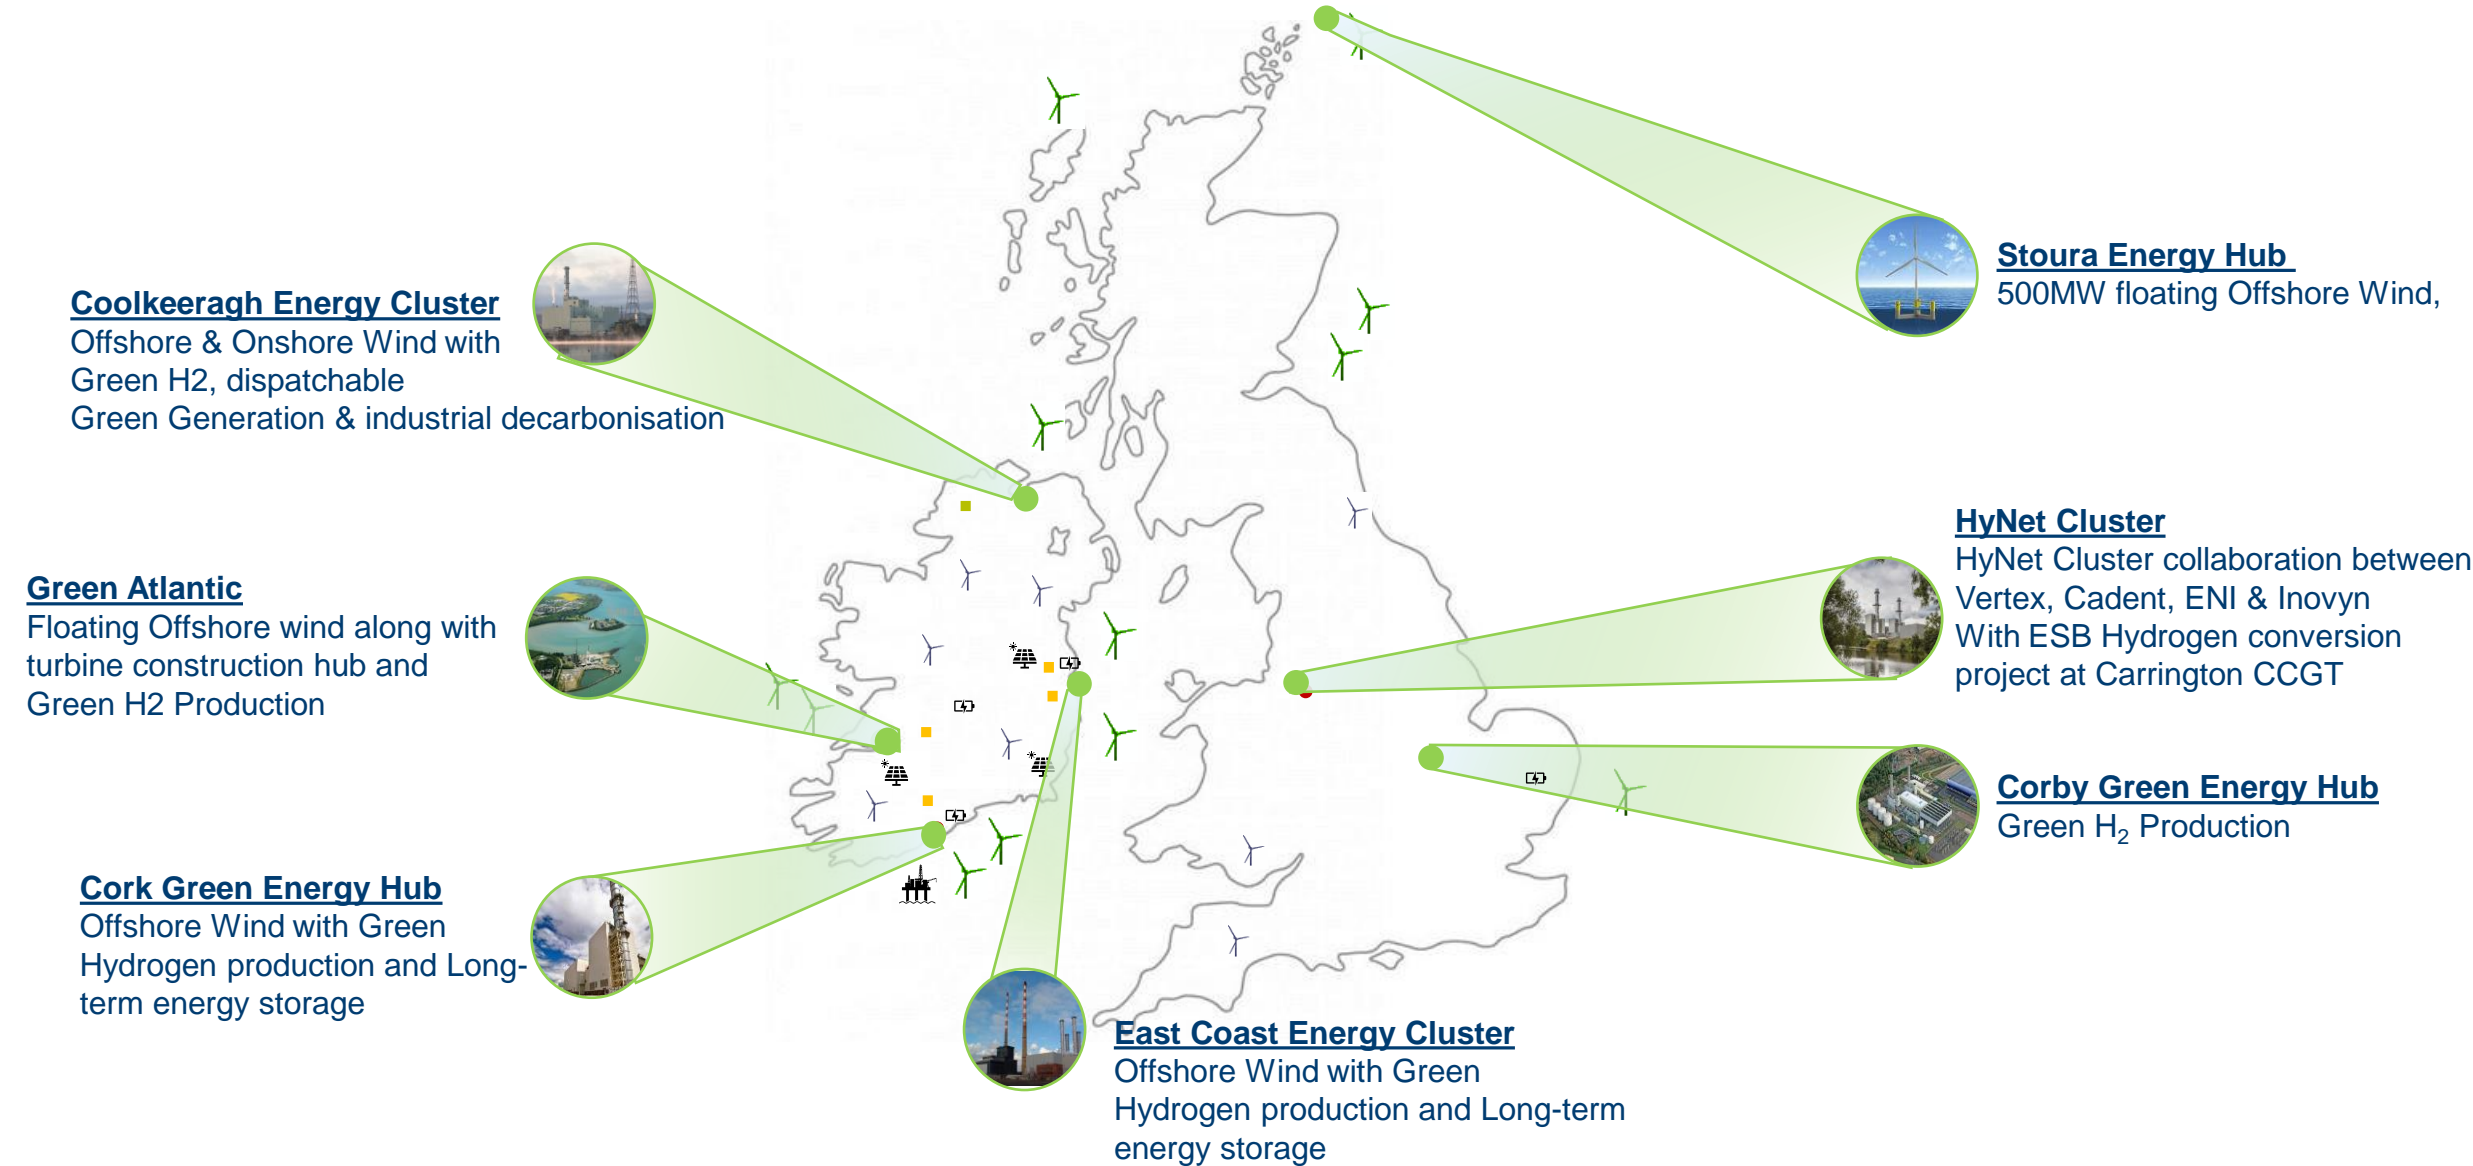 Stoura Energy Hub
500MW floating Offshore Wind,
Coolkeeragh Energy Cluster
Offshore & Onshore Wind with
Green H2, dispatchable
Green Generation & industrial decarbonisation
HyNet Cluster
HyNet Cluster collaboration between
Vertex, Cadent, ENI & Inovyn
With ESB Hydrogen conversion
project at Carrington CCGT
Green Atlantic
Floating Offshore wind along with
turbine construction hub and
Green H2 Production
Corby Green Energy Hub
Green H₂ Production
Cork Green Energy Hub
Offshore Wind with Green
Hydrogen production and Long-
term energy storage
East Coast Energy Cluster
Offshore Wind with Green
Hydrogen production and Long-term
energy storage